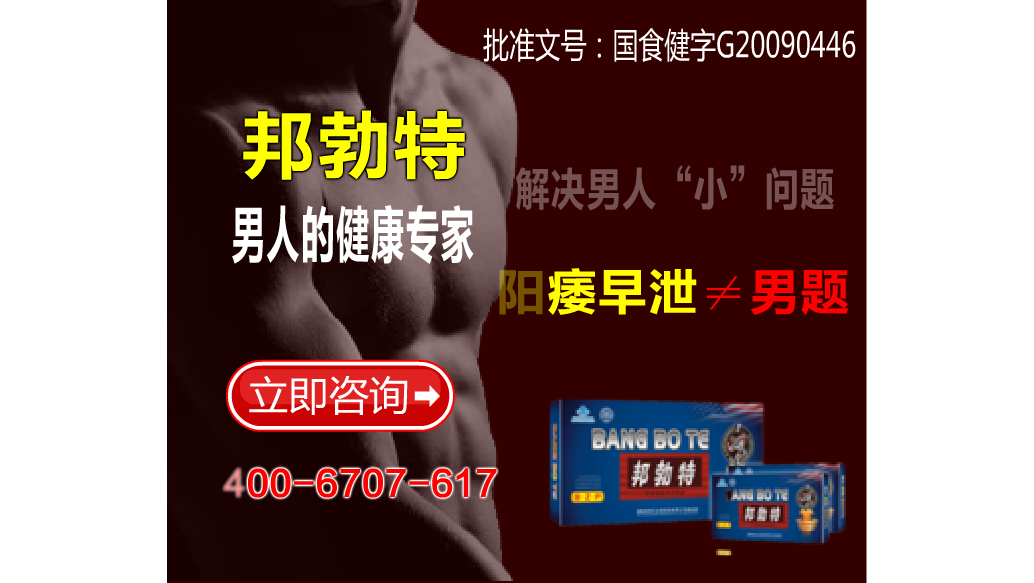 批准文号：国食健字G20090446
邦勃特
男人的健康专家
解决男人“小”问题
阳痿早泄≠男题
立即咨询
400-6707-617
BANG BO TE
邦勃特
BANG BO TE
邦勃特